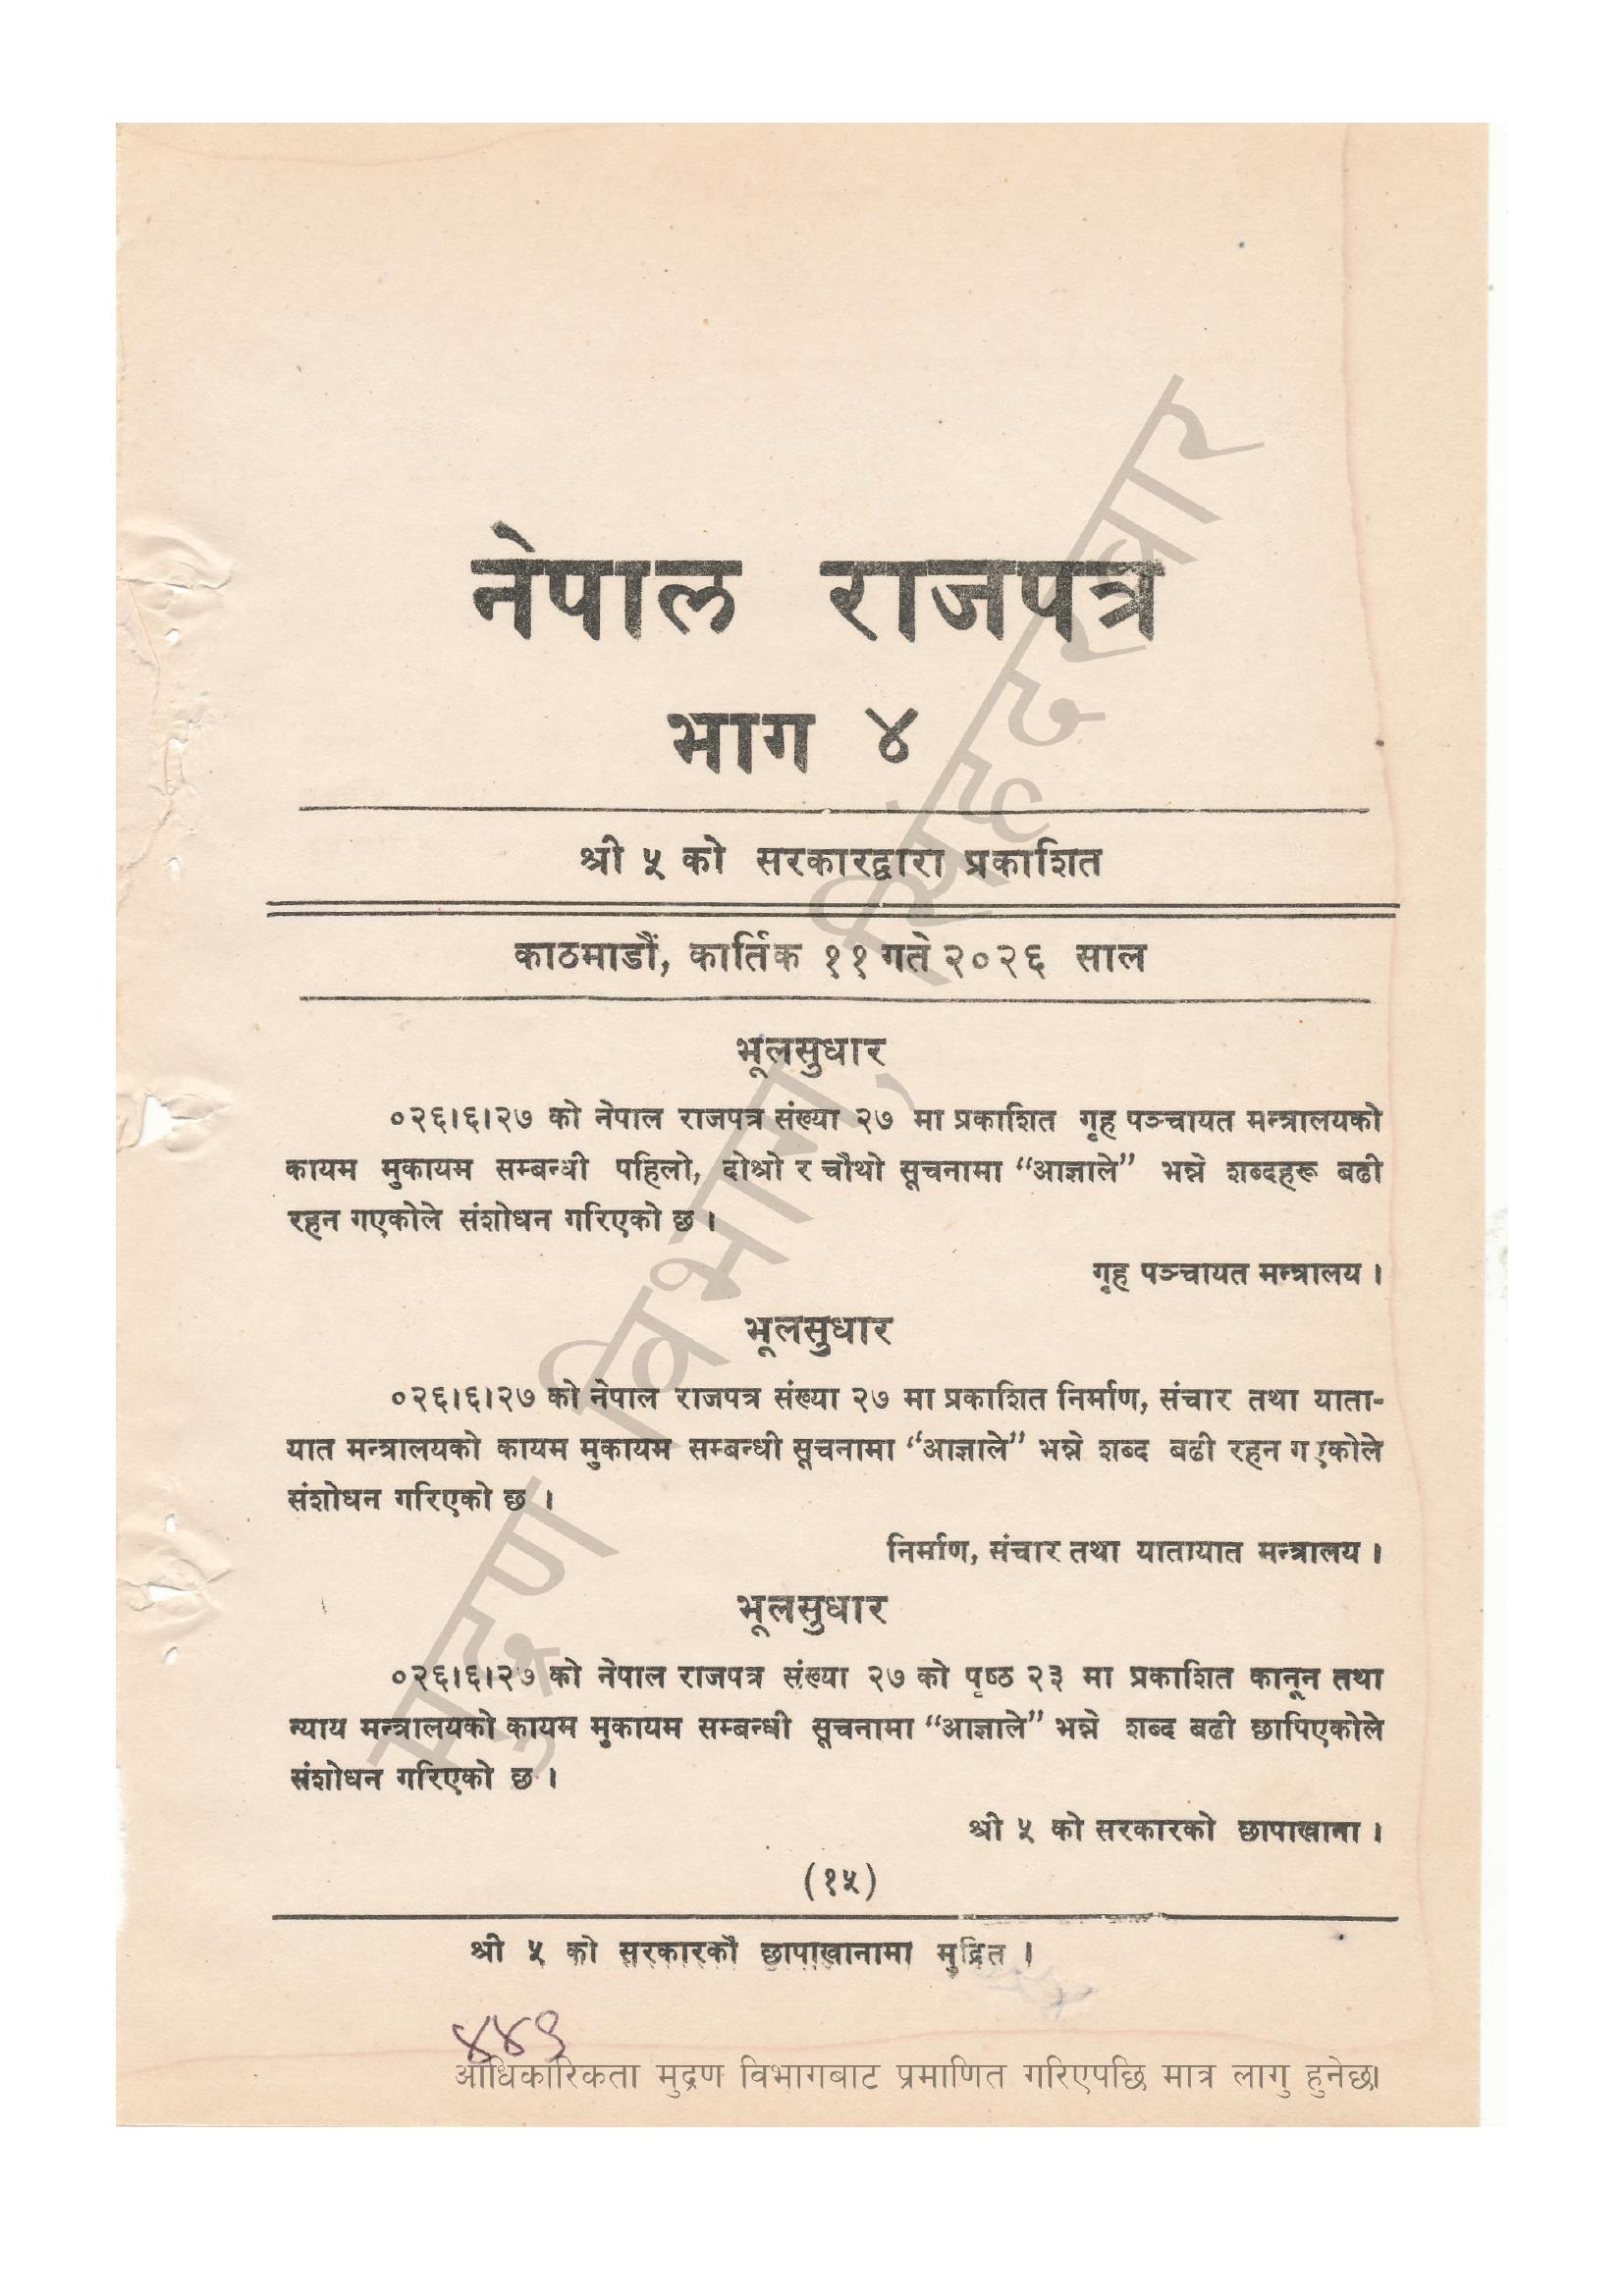 नेपाल राजपत्र
भाग ४
श्री ५ को सरकारद्वारा प्रकाशित
काठमाडौं, कार्तिक ११ गते २०२६ साल
भूलसुधार
०२६।६।२७ को नेपाल राजपत्र संख्या २७ मा प्रकाशित गृह पञ्चायत मन्त्रालयको
कायम मुकायम सम्बन्धी पहिलो, दोश्रो र चौथो सूचनामा “आज्ञाले” भन्ने शब्दहरू बढी
रहन गएकोले संशोधन गरिएको छ ।
गृह पञ्चायत मन्त्रालय ।
भूलसुधार
०२६।६।२७ को नेपाल राजपत्र संख्या २७ मा प्रकाशित निर्माण, संचार तथा याता-
यात मन्त्रालयको कायम मुकायम सम्बन्धी सूचनामा “आज्ञाले” भन्ने शब्द बढी रहन गएकोले
संशोधन गरिएको छ ।
निर्माण, संचार तथा यातायात मन्त्रालय ।
भूलसुधार
०२६।६।२७ को नेपाल राजपत्र संख्या २७ को पृष्ठ २३ मा प्रकाशित कानून तथा
न्याय मन्त्रालयको कायम मुकायम सम्बन्धी सूचनामा “आज्ञाले” भन्ने शब्द बढी छापिएकोले
संशोधन गरिएको छ ।
श्री ५ को सरकारको छापाखाना ।
(१५)
श्री ५ को सरकारको छापाखानामा मुद्रित ।
४४९
आधिकारिकता मुद्रण विभागबाट प्रमाणित गरिएपछि मात्र लागु हुनेछ।
मुद्रण विभाग, सिंहदरबार